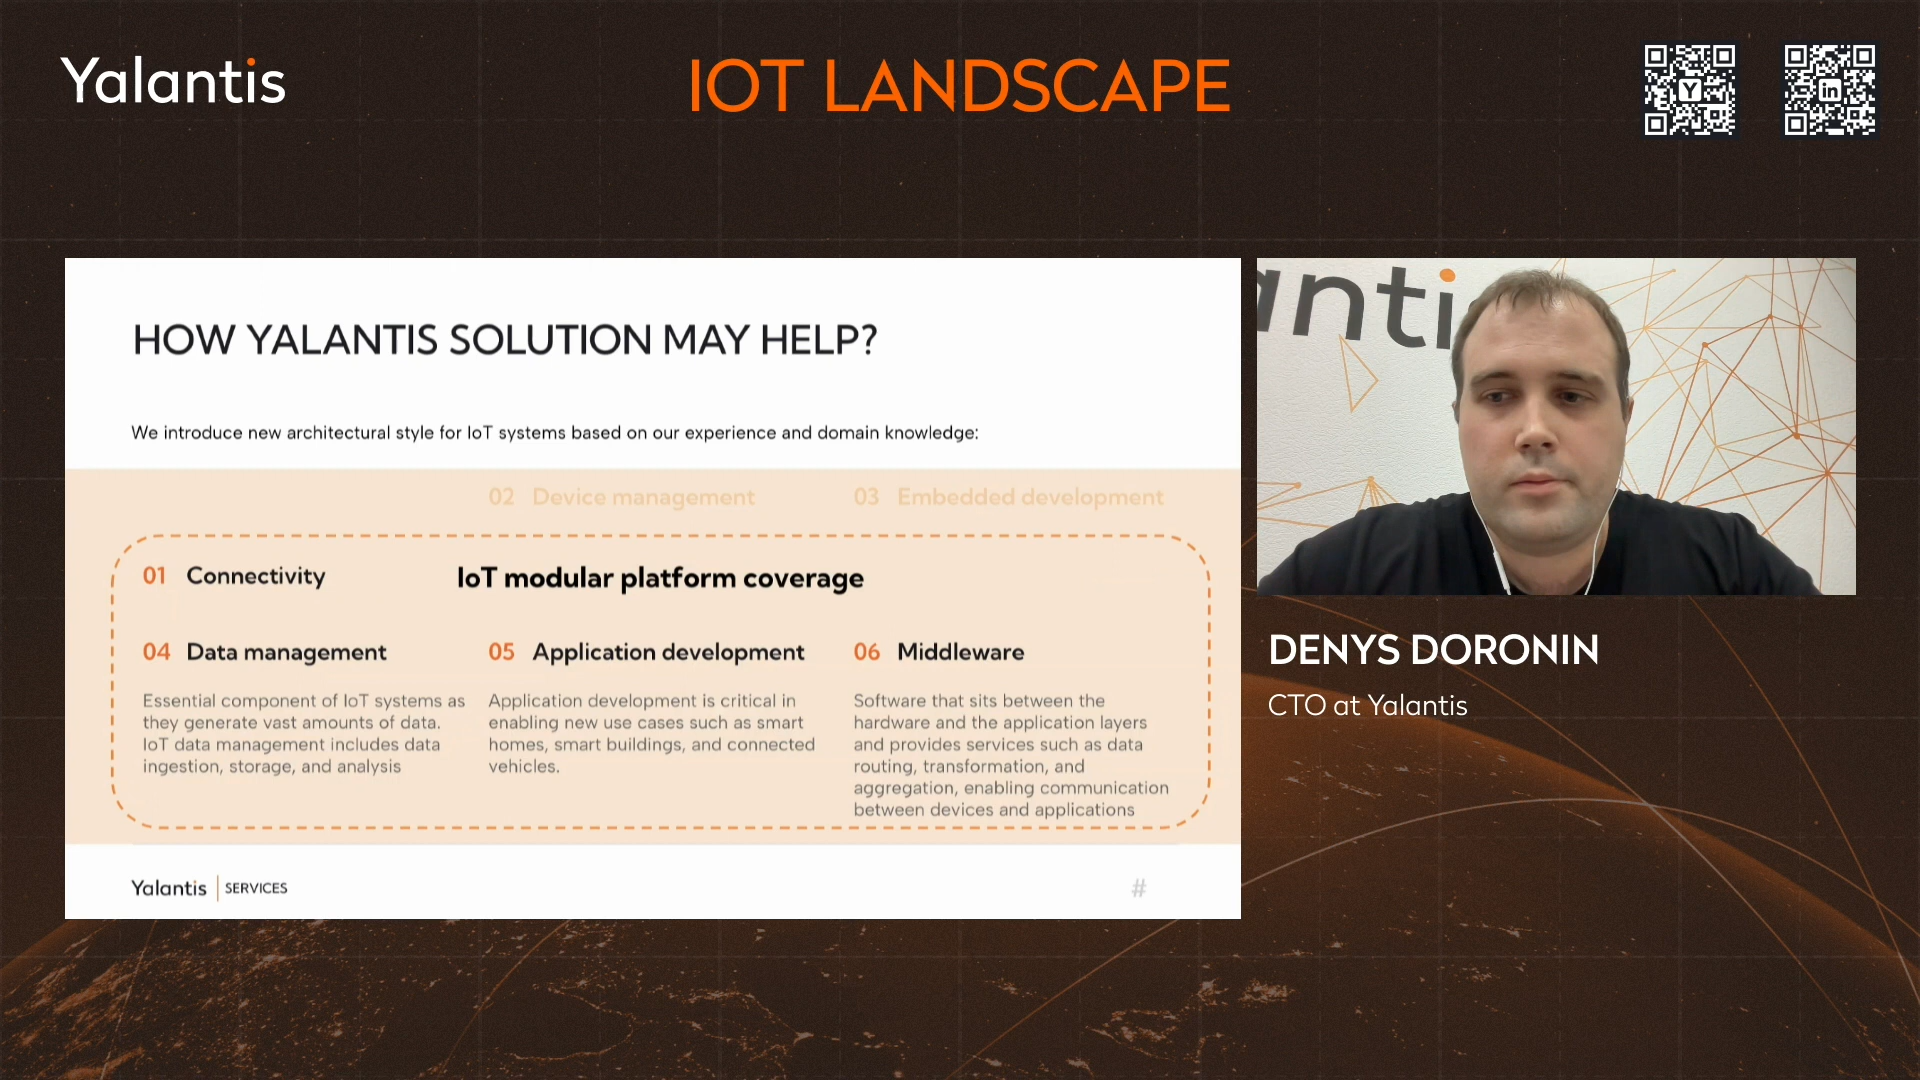 Yalantis
IOT LANDSCAPE
Y
in
HOW YALANTIS SOLUTION MAY HELP?
We introduce new architectural style for IoT systems based on our experience and domain knowledge:
02 Device management
03 Embedded development
01 Connectivity
IoT modular platform coverage
04 Data management
Essential component of IoT systems as
they generate vast amounts of data.
IoT data management includes data
ingestion, storage, and analysis
05 Application development
Application development is critical in
enabling new use cases such as smart
homes, smart buildings, and connected
vehicles.
06 Middleware
Software that sits between the
hardware and the application layers
and provides services such as data
routing, transformation, and
aggregation, enabling communication
between devices and applications
Yalantis | SERVICES
#
anti
DENYS DORONIN
CTO at Yalantis